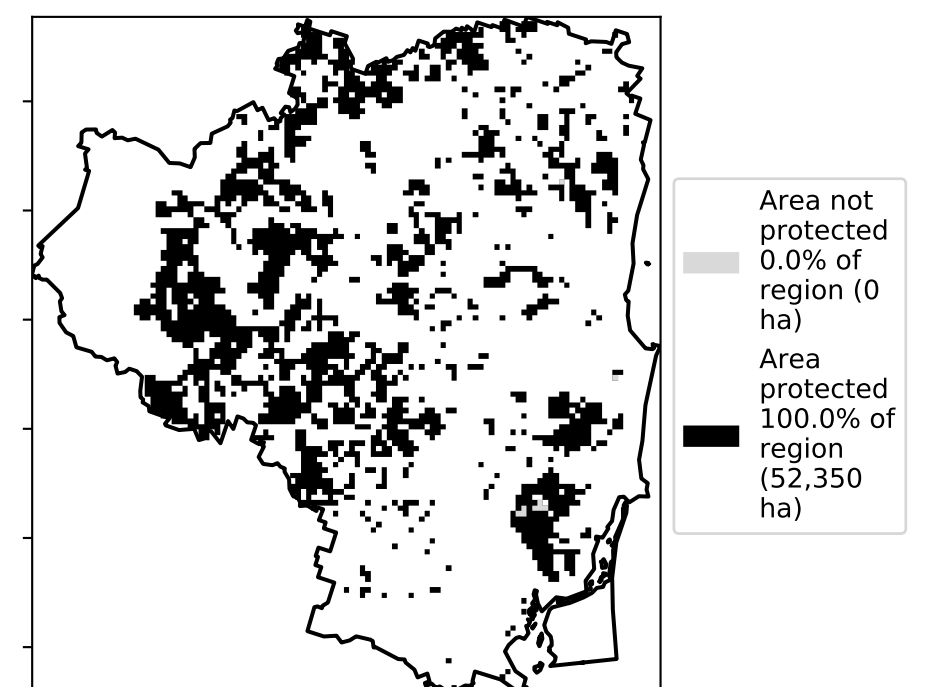 Area not
protected
0.0% of
region (0
ha)
Area
protected
100.0% of
region
(52,350
ha)